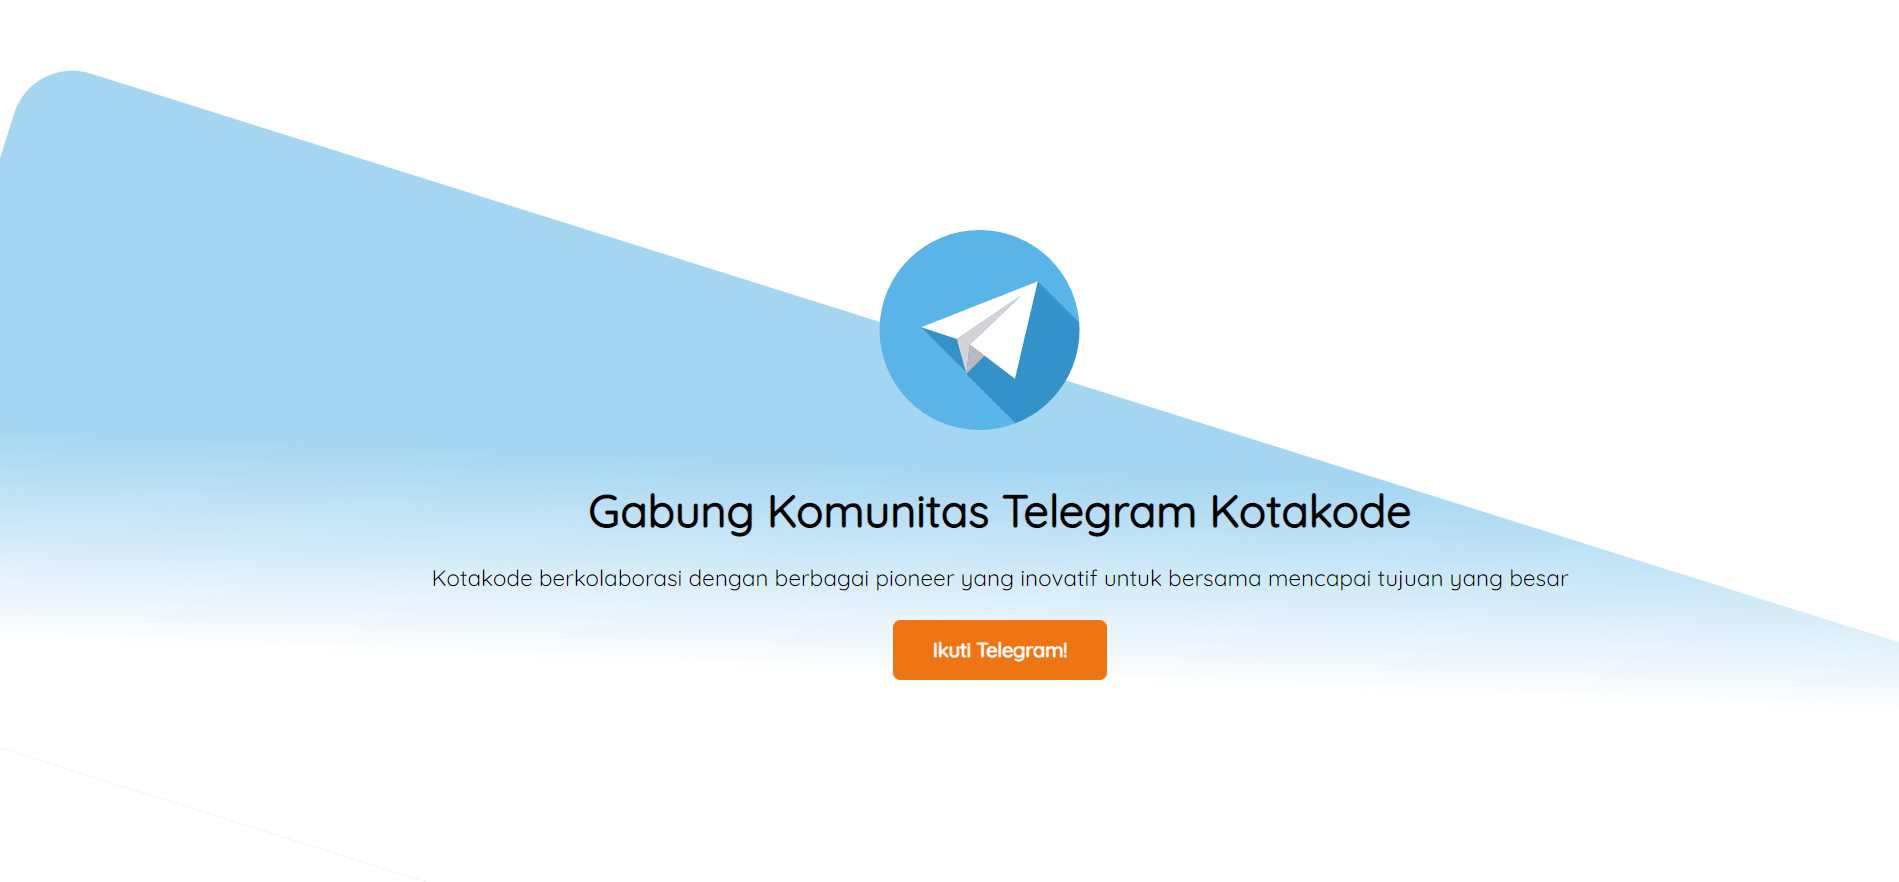 Gabung Komunitas Telegram Kotakode
Kotakode berkolaborasi dengan berbagai pioneer yang inovatif untuk bersama mencapai tujuan yang besar
Ikuti Telegram!